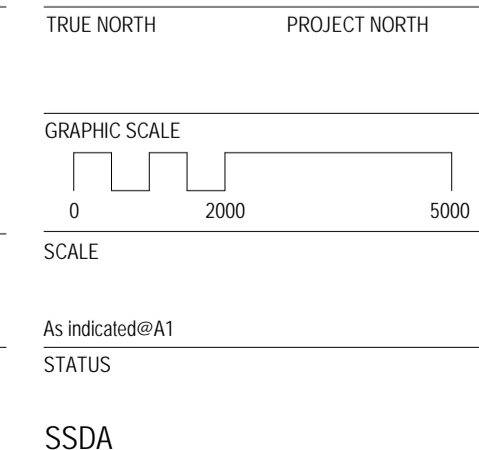 TRUE NORTH PROJECT NORTH
GRAPHIC SCALE
0 2000 5000
SCALE
As indicated@A1
STATUS
SSDA